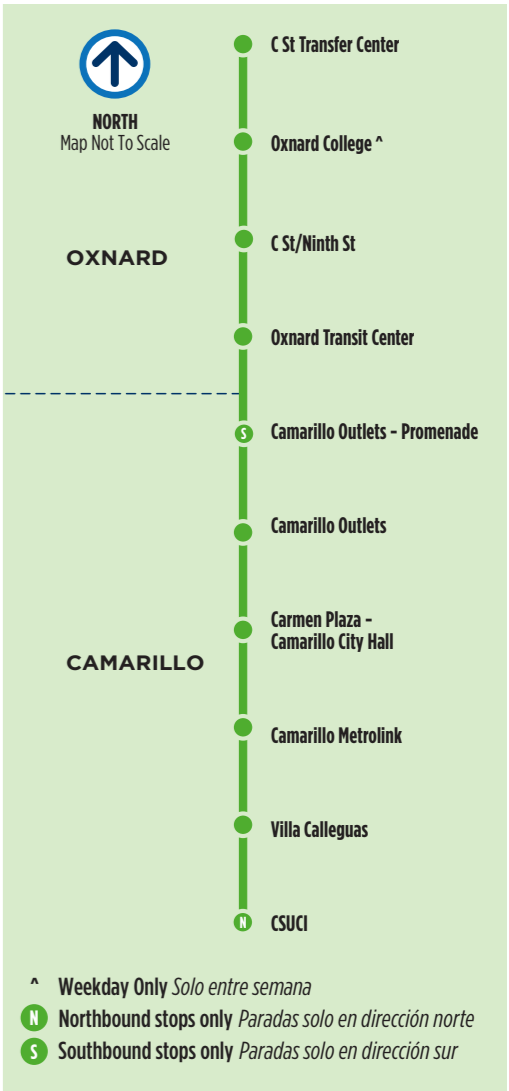 C St Transfer Center
NORTH
Map Not To Scale
Oxnard College ^
OXNARD
C St/Ninth St
Oxnard Transit Center
S
Camarillo Outlets - Promenade
Camarillo Outlets
Carmen Plaza -
Camarillo City Hall
CAMARILLO
Camarillo Metrolink
Villa Calleguas
N
CSUCI
^ Weekday Only Solo entre semana
N Northbound stops only Paradas solo en dirección norte
S Southbound stops only Paradas solo en dirección sur